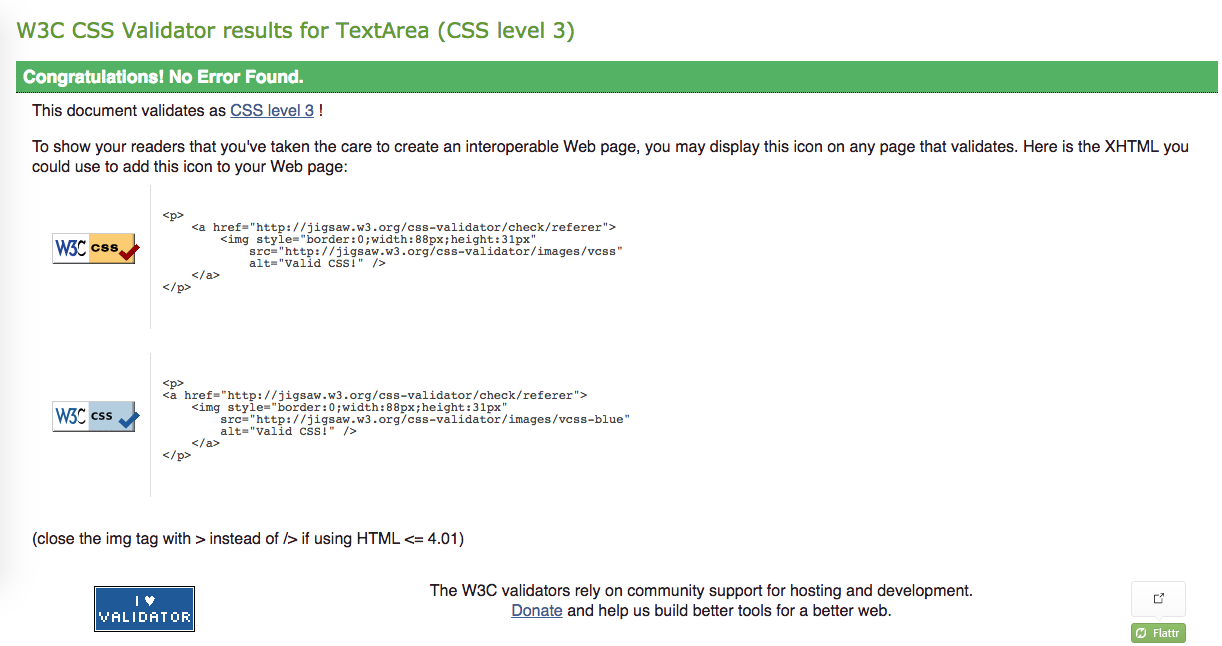 W3C CSS Validator results for TextArea (CSS level 3)
Congratulations! No Error Found.
This document validates as CSS level 3 !
To show your readers that you've taken the care to create an interoperable Web page, you may display this icon on any page that validates. Here is the XHTML you
could use to add this icon to your Web page:
W3C css
<p>
<a href="http://jigsaw.w3.org/css-validator/check/referer">
<img style="border:0;width:88px;height:31px"
src="http://jigsaw.w3.org/css-validator/images/vcss"
alt="Valid CSS!" />
</a>
</p>
W3C css
<p>
<a href="http://jigsaw.w3.org/css-validator/check/referer">
<img style="border:0;width:88px;height:31px"
src="http://jigsaw.w3.org/css-validator/images/vcss-blue"
alt="Valid CSS!" />
</a>
</p>
(close the img tag with > instead of /> if using HTML <= 4.01)
I ♥
VALIDATOR
The W3C validators rely on community support for hosting and development.
Donate and help us build better tools for a better web.
Flattr